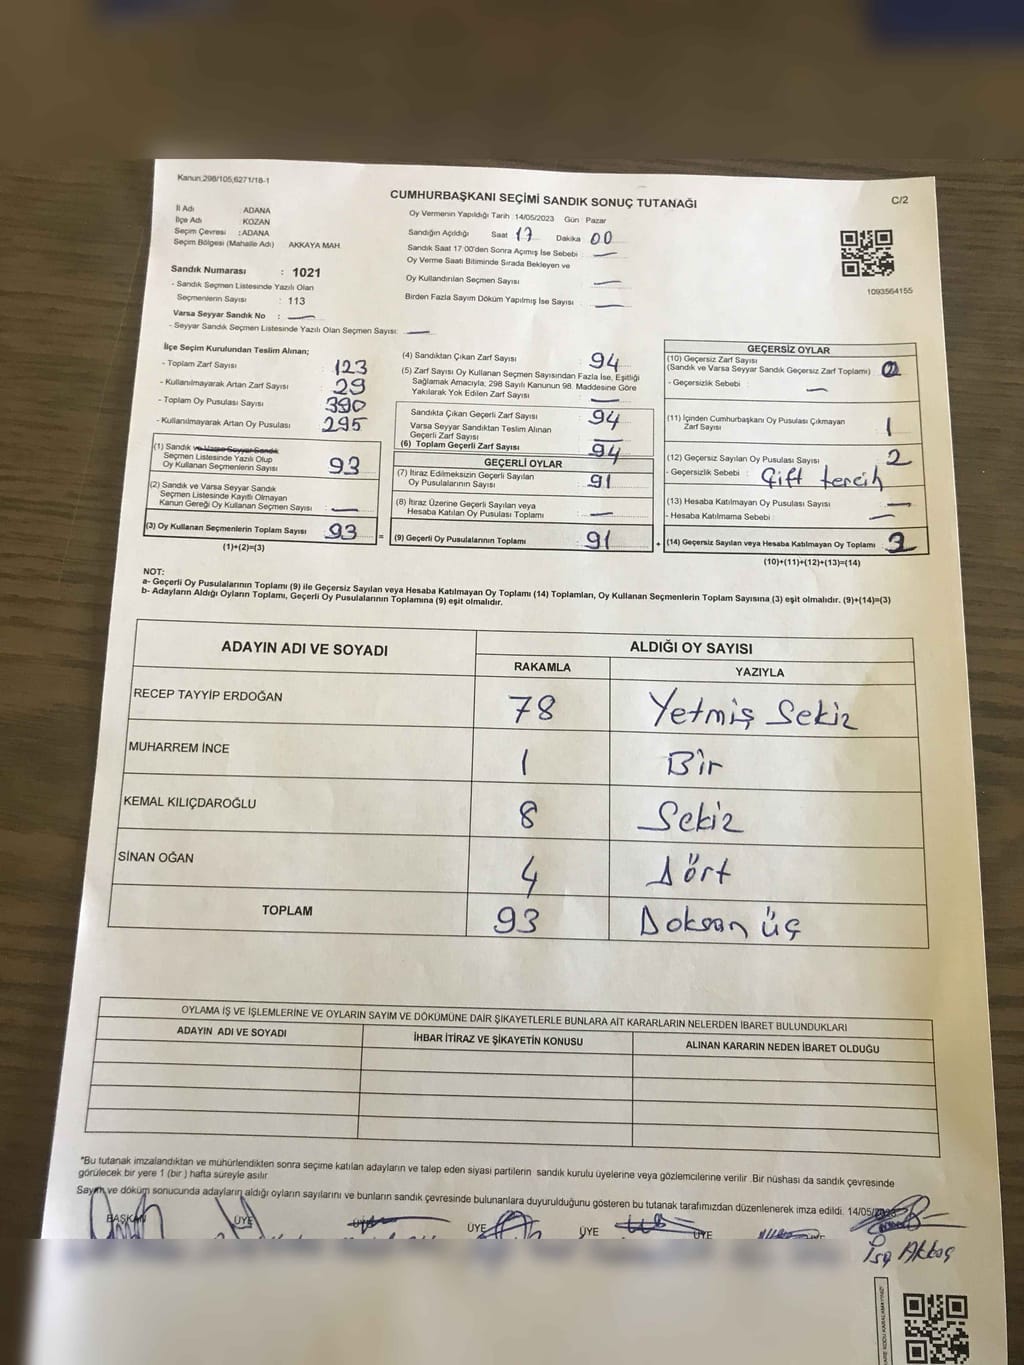 Kanun:298/105,6271/18-1
CUMHURBAŞKANI SEÇİMİ SANDIK SONUÇ TUTANAĞI
C/2
İl Adı : ADANA
İlçe Adı : KOZAN
Seçim Çevresi : ADANA
Seçim Bölgesi (Mahalle Adı) AKKAYA MAH.
Oy Vermenin Yapıldığı Tarih :14/05/2023 Gün : Pazar
Sandığın Açıldığı Saat 17 Dakika 00
Sandık Saat 17:00'den Sonra Açımış İse Sebebi : —
Oy Verme Saati Bitiminde Sırada Bekleyen ve
Oy Kullandırılan Seçmen Sayısı —
Birden Fazla Sayım Döküm Yapılmış İse Sayısı —
1093564155
Sandık Numarası : 1021
- Sandık Seçmen Listesinde Yazılı Olan
Seçmenlerin Sayısı : 113
Varsa Seyyar Sandık No : —
- Seyyar Sandık Seçmen Listesinde Yazılı Olan Seçmen Sayısı: —
İlçe Seçim Kurulundan Teslim Alınan;
- Toplam Zarf Sayısı 123
- Kullanılmayarak Artan Zarf Sayısı 29
- Toplam Oy Pusulası Sayısı 390
- Kullanılmayarak Artan Oy Pusulası 295
(1) Sandık ve Varsa Seyyar Sandık
Seçmen Listesinde Yazılı Olup
Oy Kullanan Seçmenlerin Sayısı 93
(2) Sandık ve Varsa Seyyar Sandık
Seçmen Listesinde Kayıtlı Olmayan
Kanun Gereği Oy Kullanan Seçmen Sayısı —
(3) Oy Kullanan Seçmenlerin Toplam Sayısı 93
(1)+(2)=(3)
=
(4) Sandıktan Çıkan Zarf Sayısı 94
(5) Zarf Sayısı Oy Kullanan Seçmen Sayısından Fazla İse, Eşitliği
Sağlamak Amacıyla, 298 Sayılı Kanunun 98. Maddesine Göre
Yakılarak Yok Edilen Zarf Sayısı —
Sandıkta Çıkan Geçerli Zarf Sayısı 94
Varsa Seyyar Sandıktan Teslim Alınan
Geçerli Zarf Sayısı —
(6) Toplam Geçerli Zarf Sayısı 94
GEÇERLİ OYLAR
(7) İtiraz Edilmeksizin Geçerli Sayılan
Oy Pusulalarının Sayısı 91
(8) İtiraz Üzerine Geçerli Sayılan veya
Hesaba Katılan Oy Pusulası Toplamı —
(9) Geçerli Oy Pusulalarının Toplamı 91
+
GEÇERSİZ OYLAR
(10) Geçersiz Zarf Sayısı
(Sandık ve Varsa Seyyar Sandık Geçersiz Zarf Toplamı)
- Geçersizlik Sebebi : —
(11) İçinden Cumhurbaşkanı Oy Pusulası Çıkmayan
Zarf Sayısı 1
(12) Geçersiz Sayılan Oy Pusulası Sayısı 2
- Geçersizlik Sebebi : Çift tercih
(13) Hesaba Katılmayan Oy Pusulası Sayısı —
- Hesaba Katılmama Sebebi : —
(14) Geçersiz Sayılan veya Hesaba Katılmayan Oy Toplamı
(10)+(11)+(12)+(13)=(14)
NOT:
a- Geçerli Oy Pusulalarının Toplamı (9) ile Geçersiz Sayılan veya Hesaba Katılmayan Oy Toplamı (14) Toplamları, Oy Kullanan Seçmenlerin Toplam Sayısına (3) eşit olmalıdır. (9)+(14)=(3)
b- Adayların Aldığı Oyların Toplamı, Geçerli Oy Pusulalarının Toplamına (9) eşit olmalıdır.
ADAYIN ADI VE SOYADI ALDIĞI OY SAYISI
RAKAMLA YAZIYLA
RECEP TAYYİP ERDOĞAN 78 Yetmiş Sekiz
MUHARREM İNCE 1 Bir
KEMAL KILIÇDAROĞLU 8 Sekiz
SİNAN OĞAN 4 Dört
TOPLAM 93 Doksan üç
OYLAMA İŞ VE İŞLEMLERİNE VE OYLARIN SAYIM VE DÖKÜMÜNE DAİR ŞİKAYETLERLE BUNLARA AİT KARARLARIN NELERDEN İBARET BULUNDUKLARI
ADAYIN ADI VE SOYADI İHBAR İTİRAZ VE ŞİKAYETİN KONUSU ALINAN KARARIN NEDEN İBARET OLDUĞU
*Bu tutanak imzalandıktan ve mühürlendikten sonra seçime katılan adayların ve talep eden siyasi partilerin sandık kurulu üyelerine veya gözlemcilerine verilir .Bir nüshası da sandık çevresinde
görülecek bir yere 1 (bir ) hafta süreyle asılır
Sayım ve döküm sonucunda adayların aldığı oyların sayılarını ve bunların sandık çevresinde bulunanlara duyurulduğunu gösteren bu tutanak tarafımızdan düzenlenerek imza edildi. 14/05/2023
BAŞKAN ÜYE ÜYE ÜYE ÜYE
İsa Akkoç